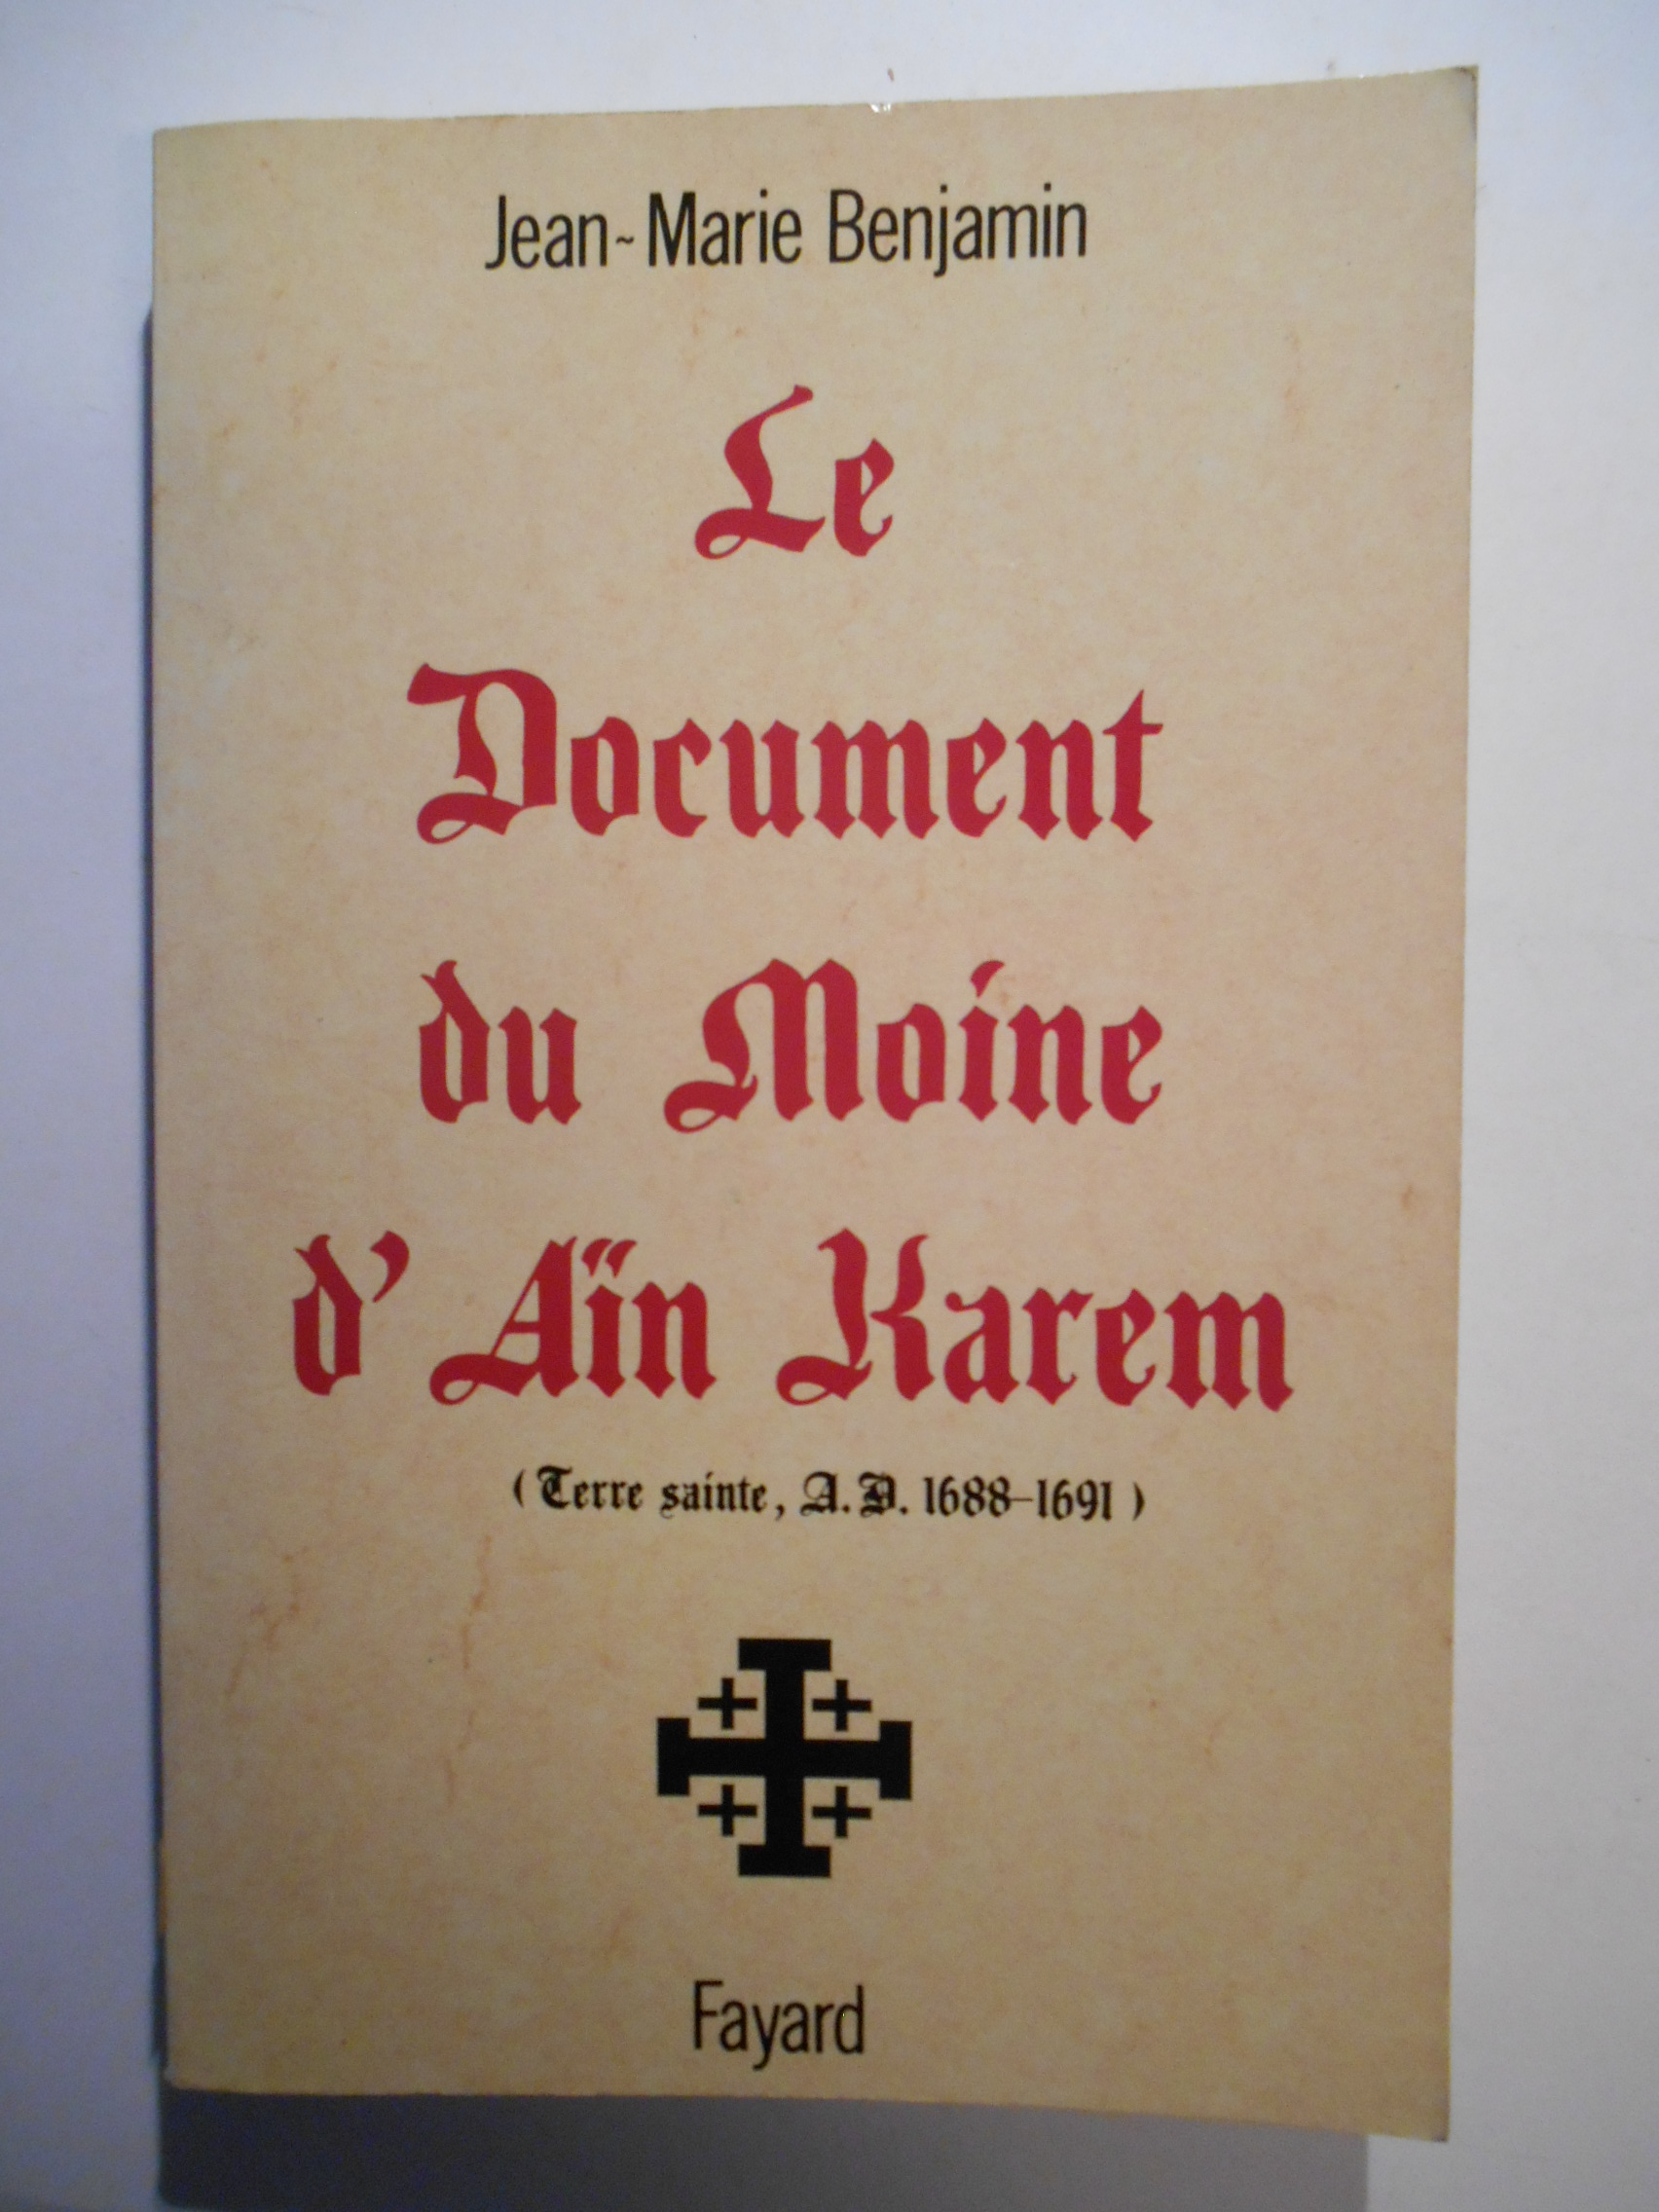 Jean-Marie Benjamin
Le
Document
du Moine
d'Aïn Karem
(Terre sainte, A.D. 1688-1691)
Fayard